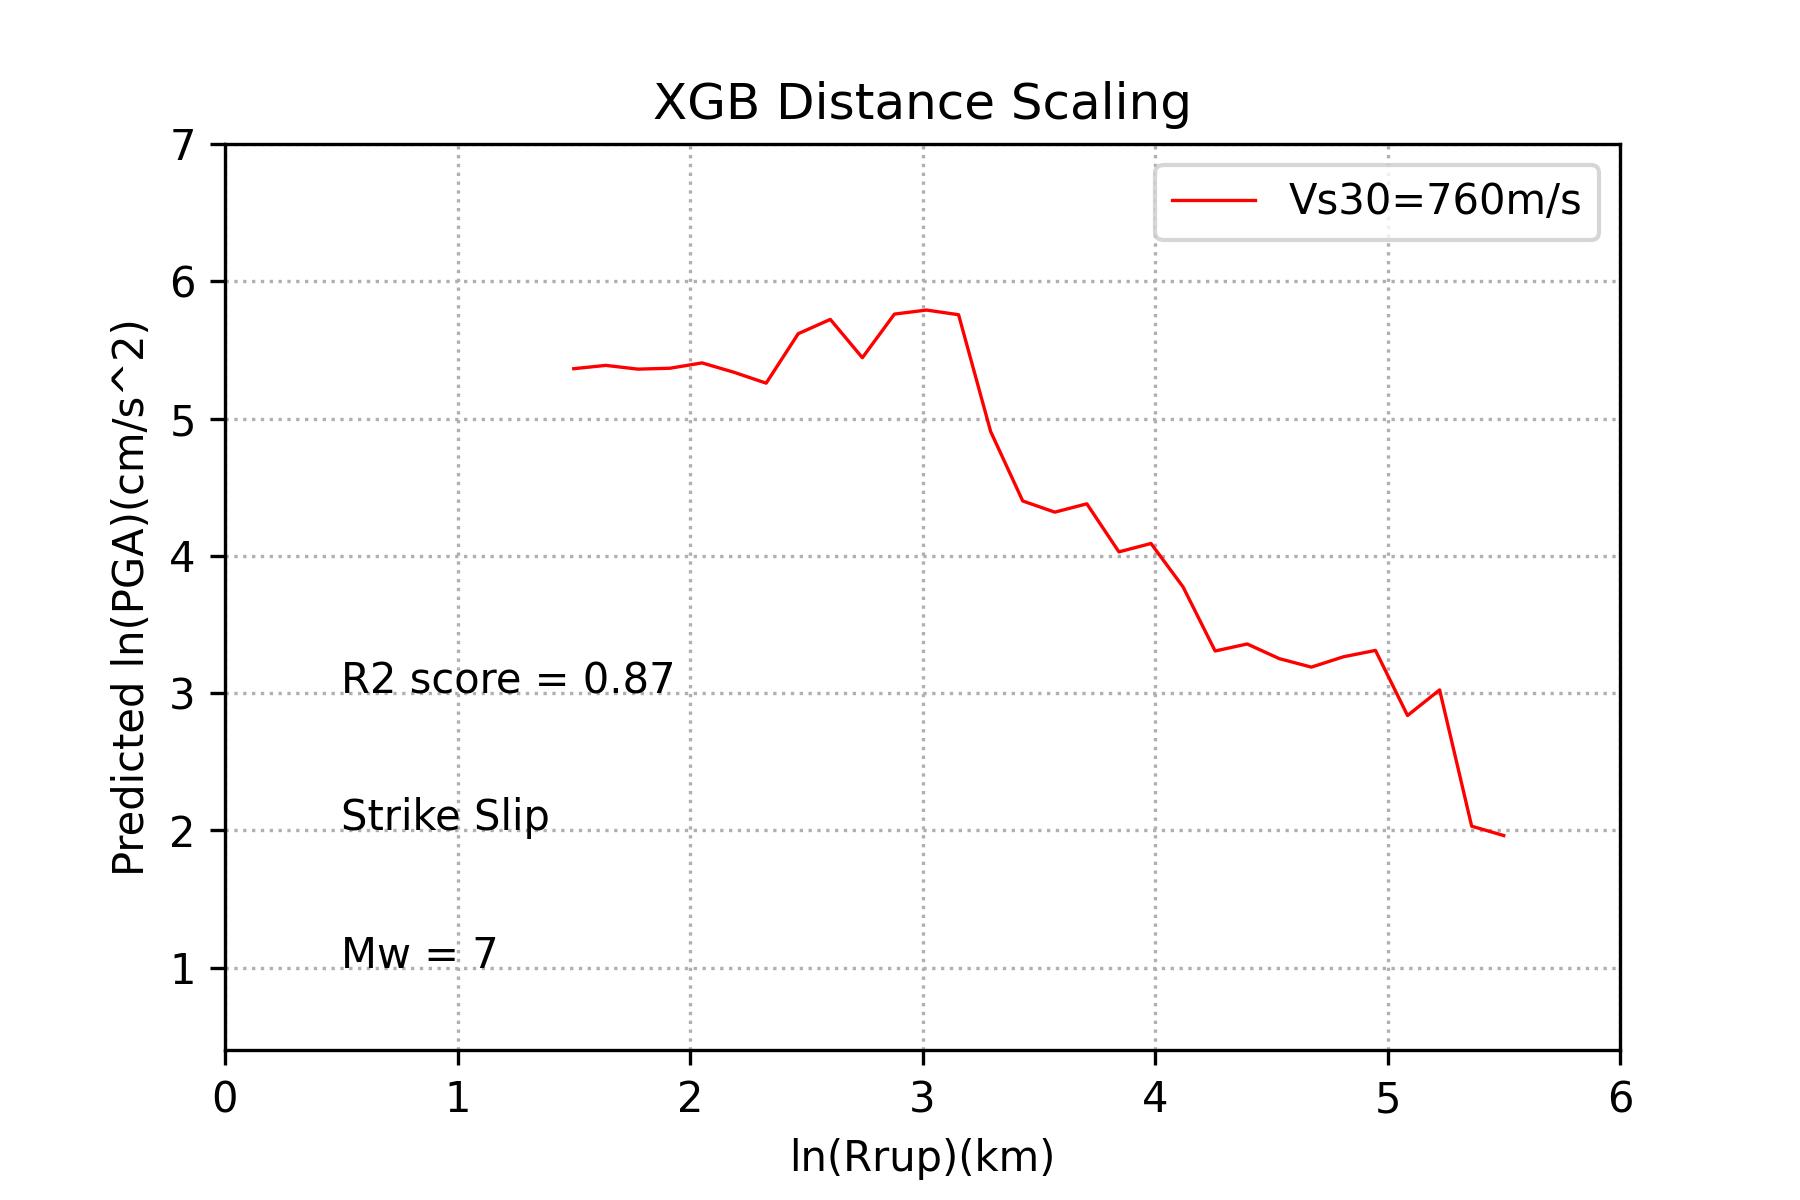 XGB Distance Scaling
Vs30=760m/s
Predicted ln(PGA)(cm/s^2)
7
6
5
4
3
2
1
R2 score = 0.87
Strike Slip
Mw = 7
0 1 2 3 4 5 6
ln(Rrup)(km)